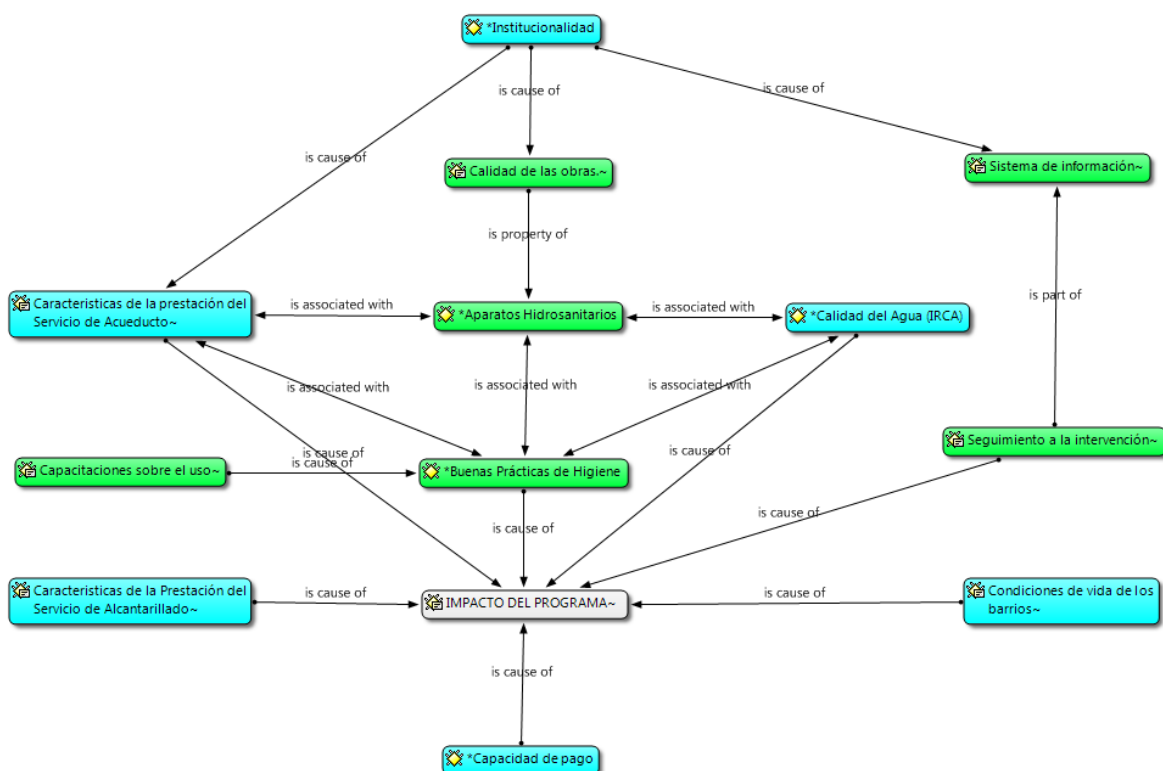 *Institucionalidad
is cause of
is cause of
is cause of
Calidad de las obras.~
Sistema de información~
is property of
is part of
Caracteristicas de la prestación del
Servicio de Acueducto~
is associated with
*Aparatos Hidrosanitarios
is associated with
*Calidad del Agua (IRCA)
is associated with
is associated with
is associated with
is cause of
is cause of
Capacitaciones sobre el uso~
is cause of
*Buenas Prácticas de Higiene
Seguimiento a la intervención~
is cause of
is cause of
Caracteristicas de la Prestación del
Servicio de Alcantarillado~
is cause of
IMPACTO DEL PROGRAMA~
is cause of
Condiciones de vida de los
barrios~
is cause of
*Capacidad de pago